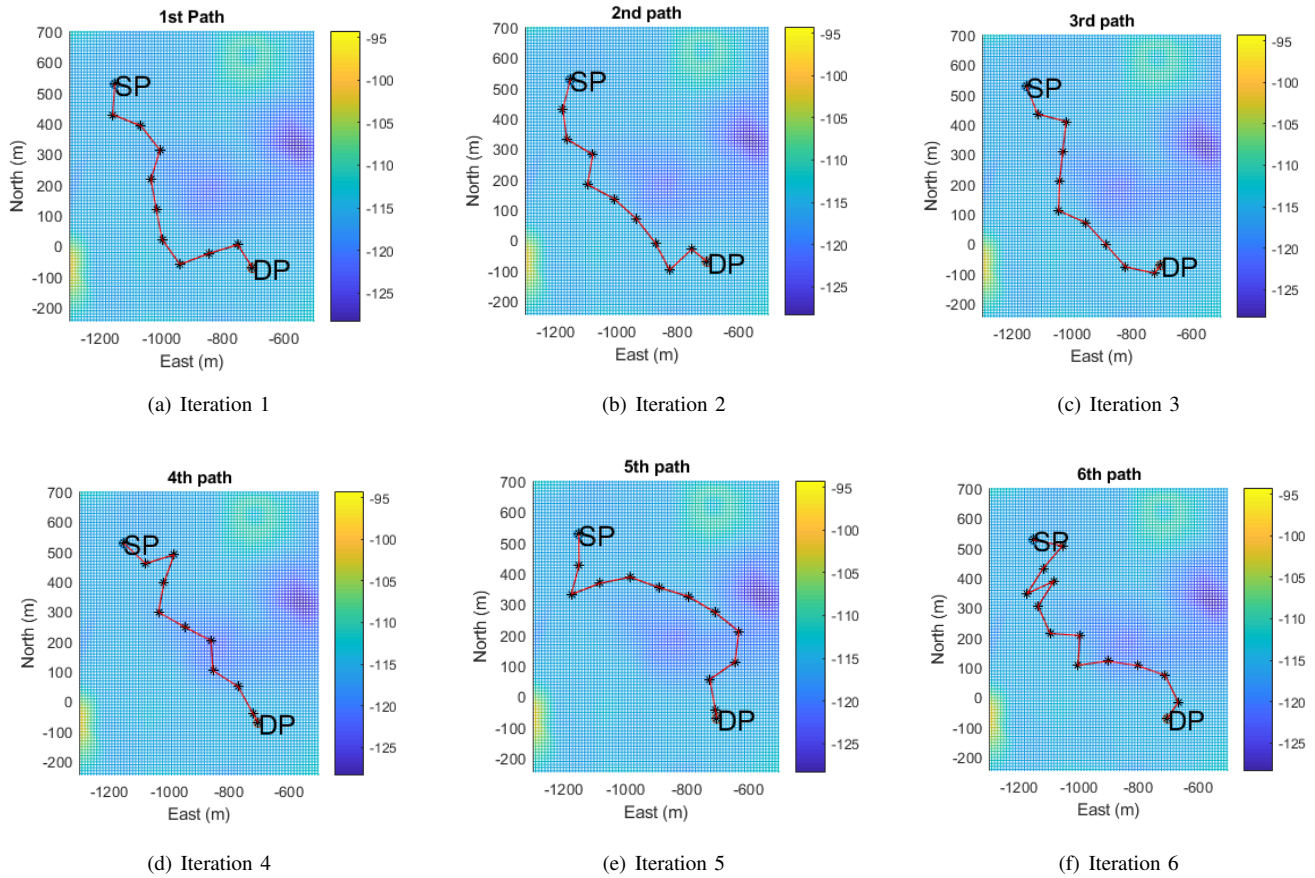 1st Path
700
600
500
400
300
200
100
0
-100
-200
North (m)
SP
DP
-1200 -1000 -800 -600
East (m)
-95
-100
-105
-110
-115
-120
-125
(a) Iteration 1
2nd path
700
600
500
400
300
200
100
0
-100
-200
North (m)
SP
DP
-1200 -1000 -800 -600
East (m)
-95
-100
-105
-110
-115
-120
-125
(b) Iteration 2
3rd path
700
600
500
400
300
200
100
0
-100
-200
North (m)
SP
DP
-1200 -1000 -800 -600
East (m)
-95
-100
-105
-110
-115
-120
-125
(c) Iteration 3
4th path
700
600
500
400
300
200
100
0
-100
-200
North (m)
SP
DP
-1200 -1000 -800 -600
East (m)
-95
-100
-105
-110
-115
-120
-125
(d) Iteration 4
5th path
700
600
500
400
300
200
100
0
-100
-200
North (m)
SP
DP
-1200 -1000 -800 -600
East (m)
-95
-100
-105
-110
-115
-120
-125
(e) Iteration 5
6th path
700
600
500
400
300
200
100
0
-100
-200
North (m)
SP
DP
-1200 -1000 -800 -600
East (m)
-95
-100
-105
-110
-115
-120
-125
(f) Iteration 6